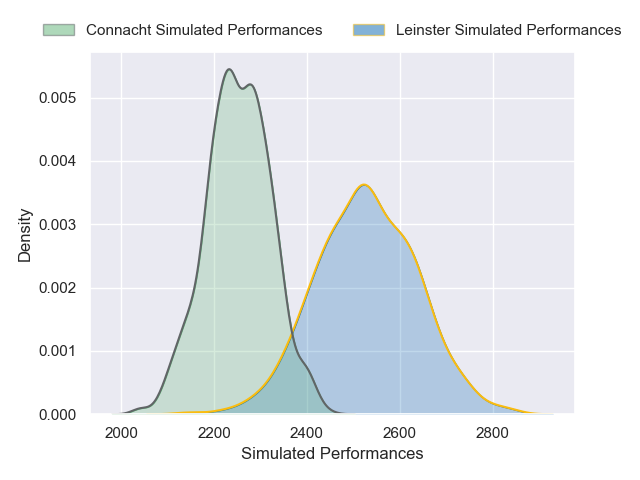 Connacht Simulated Performances Leinster Simulated Performances
0.005
0.004
0.003
0.002
0.001
0.000
Density
2000 2200 2400 2600 2800
Simulated Performances